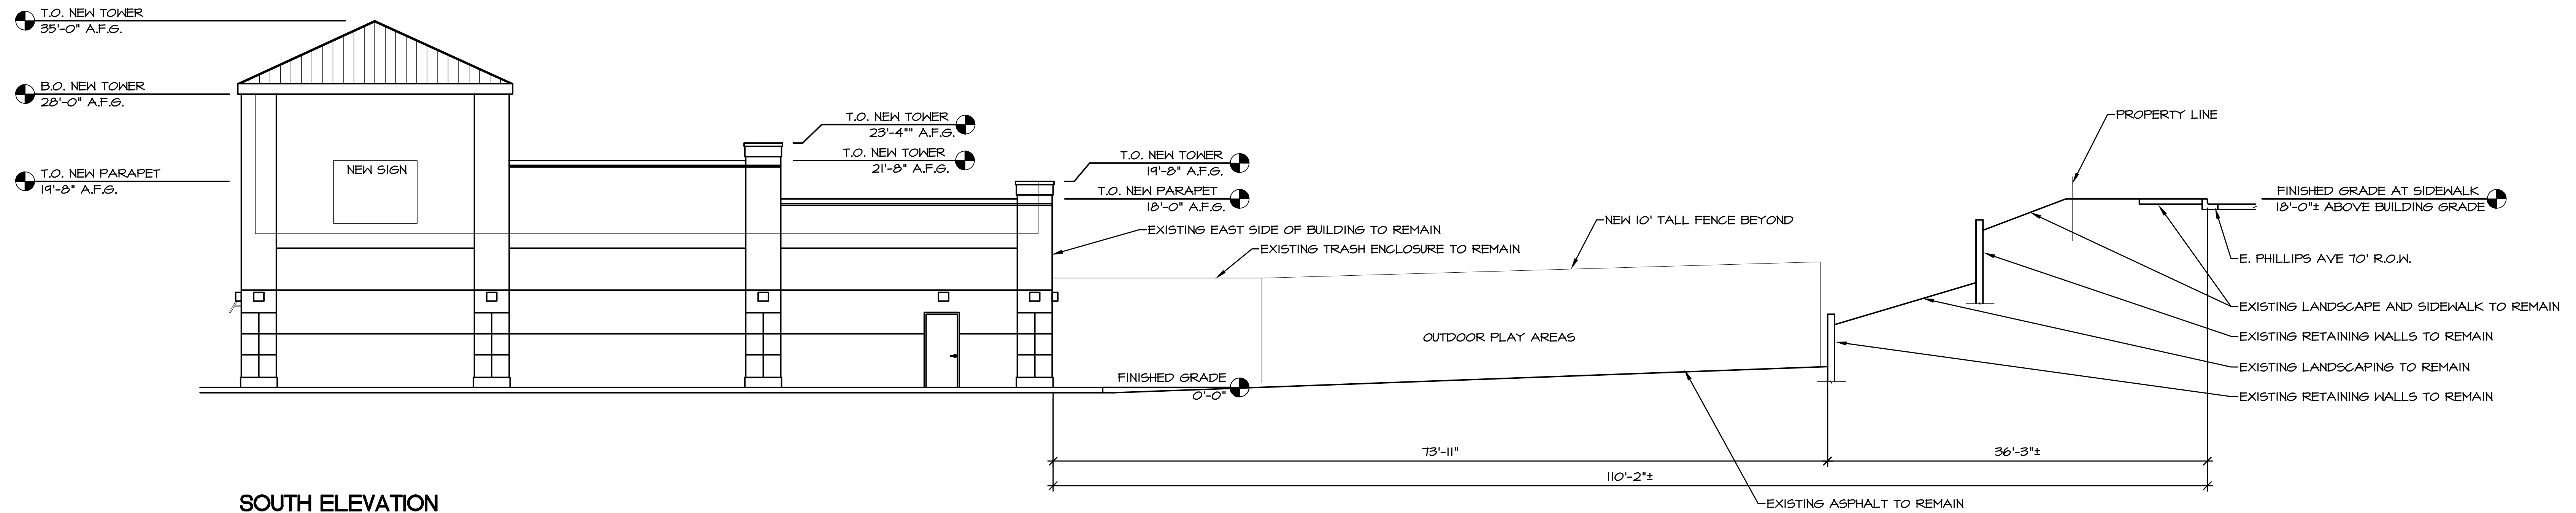 T.O. NEW TOWER
35'-0" A.F.G.
B.O. NEW TOWER
28'-0" A.F.G.
T.O. NEW PARAPET
19'-8" A.F.G.
NEW SIGN
T.O. NEW TOWER
23'-4"" A.F.G.
T.O. NEW TOWER
21'-8" A.F.G.
T.O. NEW TOWER
19'-8" A.F.G.
T.O. NEW PARAPET
18'-0" A.F.G.
EXISTING EAST SIDE OF BUILDING TO REMAIN
EXISTING TRASH ENCLOSURE TO REMAIN
NEW 10' TALL FENCE BEYOND
OUTDOOR PLAY AREAS
FINISHED GRADE
0'-0"
PROPERTY LINE
FINISHED GRADE AT SIDEWALK
18'-0"± ABOVE BUILDING GRADE
E. PHILLIPS AVE 70' R.O.W.
EXISTING LANDSCAPE AND SIDEWALK TO REMAIN
EXISTING RETAINING WALLS TO REMAIN
EXISTING LANDSCAPING TO REMAIN
EXISTING RETAINING WALLS TO REMAIN
73'-11"
36'-3"±
110'-2"±
EXISTING ASPHALT TO REMAIN
SOUTH ELEVATION